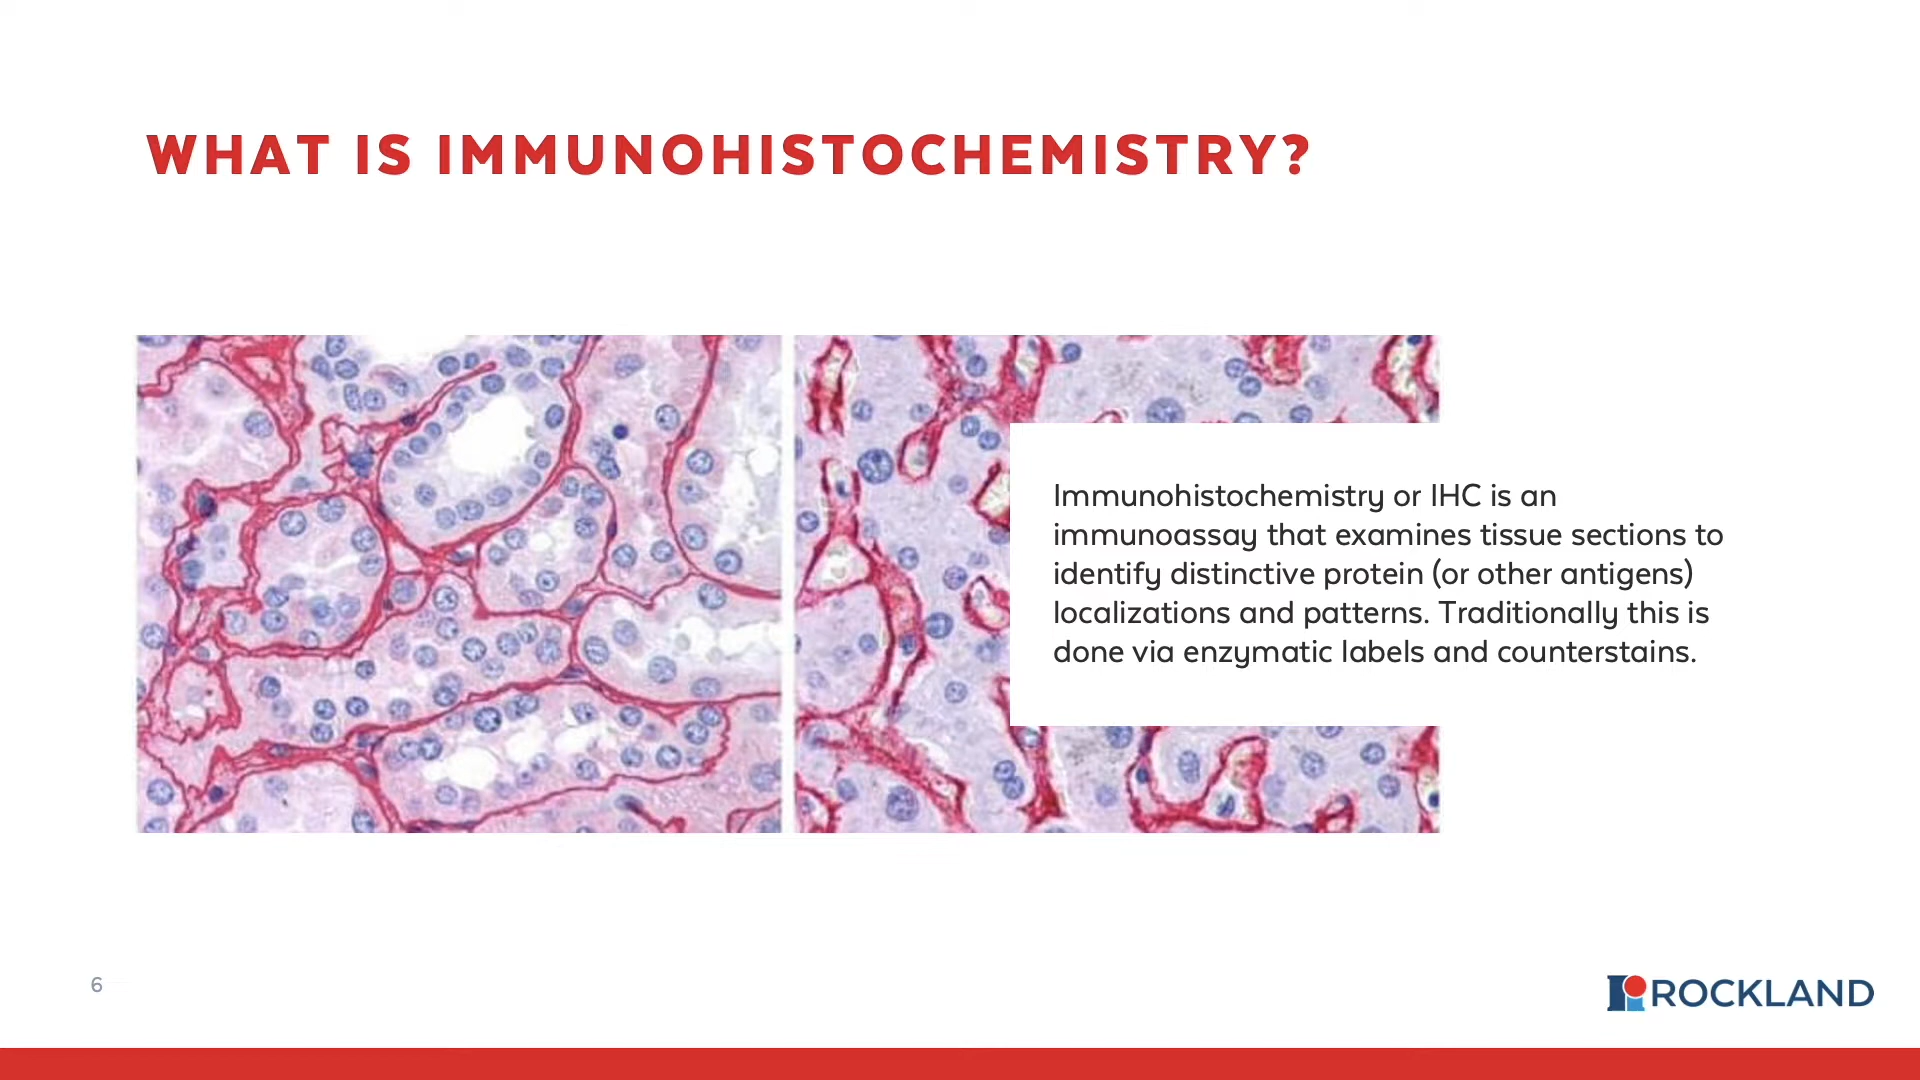 WHAT IS IMMUNOHISTOCHEMISTRY?
Immunohistochemistry or IHC is an
immunoassay that examines tissue sections to
identify distinctive protein (or other antigens)
localizations and patterns. Traditionally this is
done via enzymatic labels and counterstains.
6
ROCKLAND